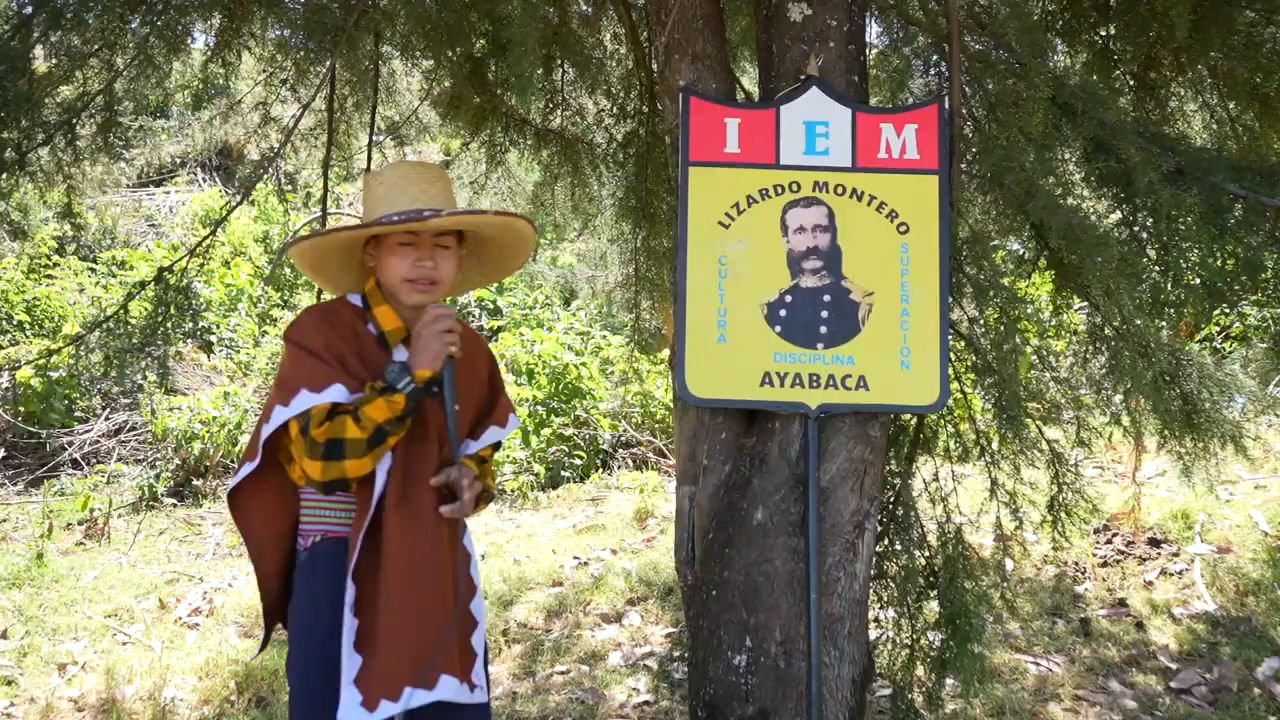 I E M
LIZARDO MONTERO
CULTURA
SUPERACION
DISCIPLINA
AYABACA